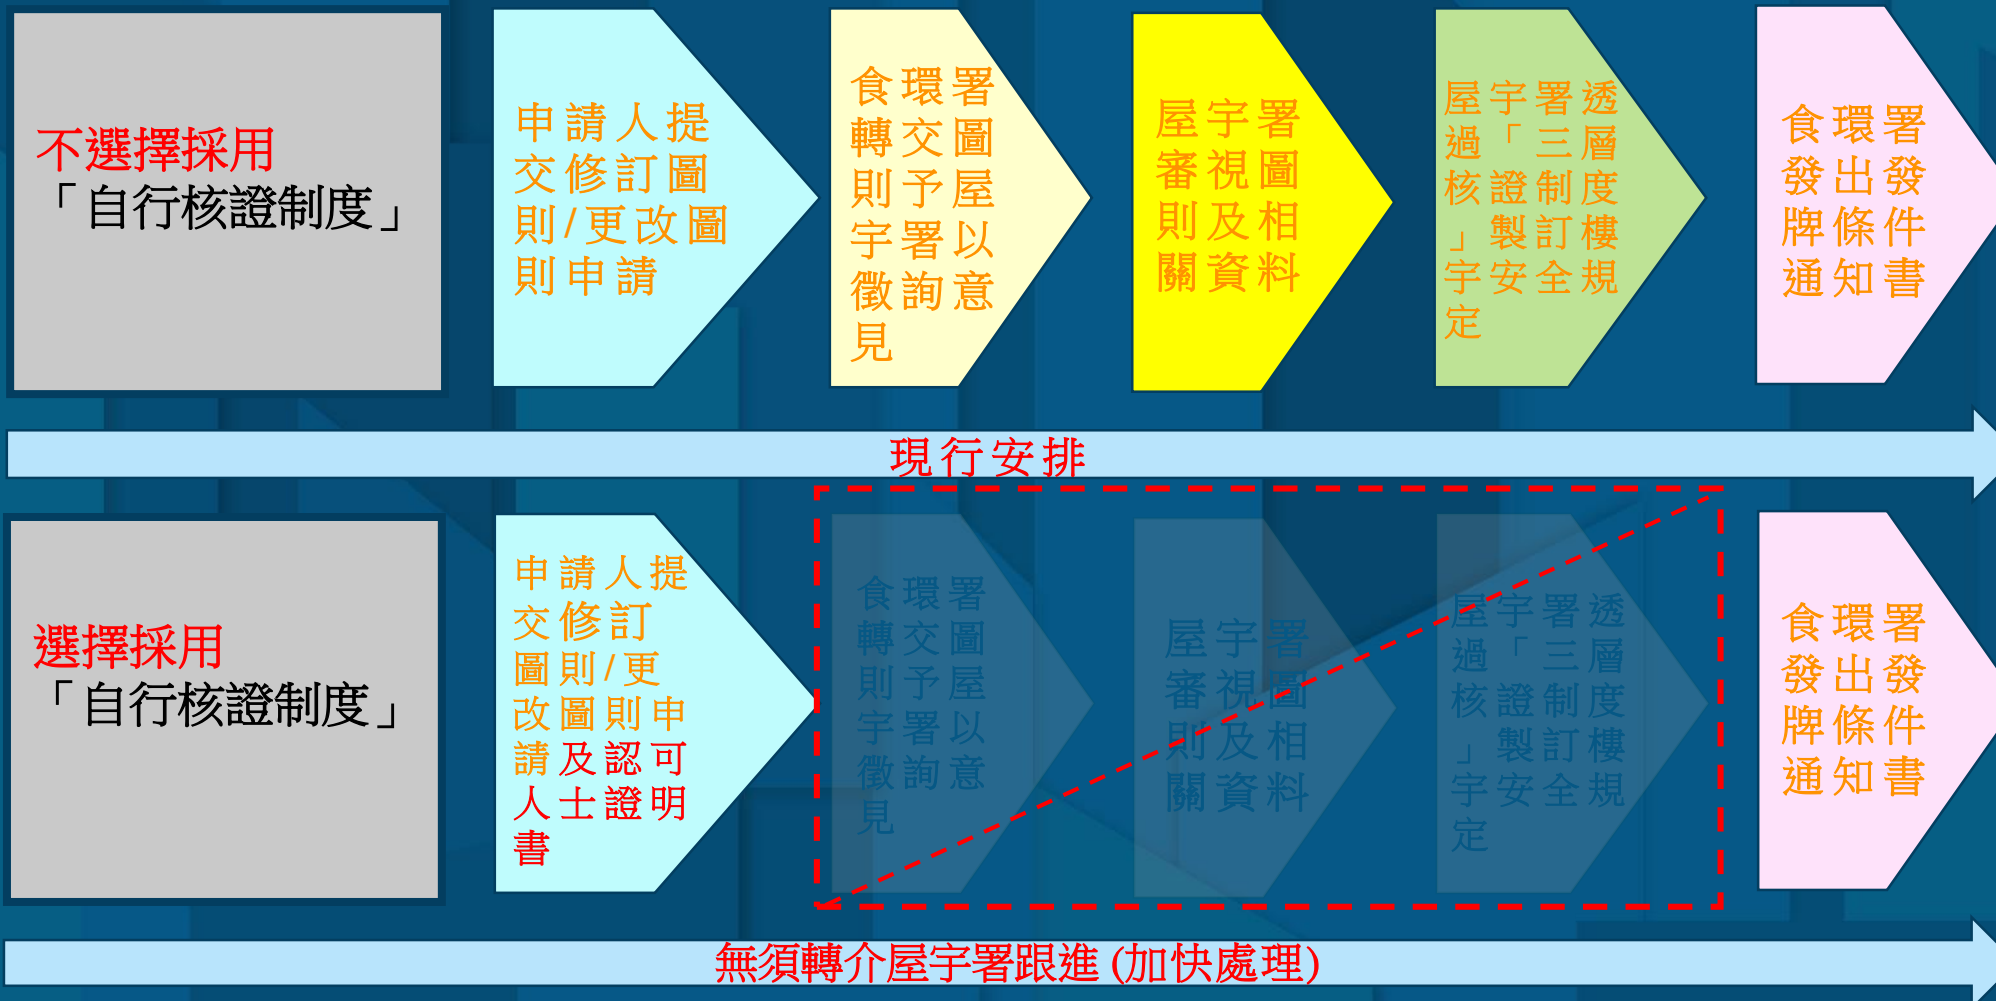 不選擇採用
「自行核證制度」
申請人提
交修訂圖
則/更改圖
則申請
食環署
轉交圖
則予屋
宇署以
徵詢意
見
屋宇署
審視圖
則及相
關資料
屋宇署透
過「三層
核證制度
」製訂樓
宇安全規
定
食環署
發出發
牌條件
通知書
現行安排
選擇採用
「自行核證制度」
申請人提
交修訂
圖則/更
改圖則申
請及認可
人士證明
書
食環署
轉交圖
則予屋
宇署以
徵詢意
見
屋宇署
審視圖
則及相
關資料
屋宇署透
過「三層
核證制度
」製訂樓
宇安全規
定
食環署
發出發
牌條件
通知書
無須轉介屋宇署跟進(加快處理)